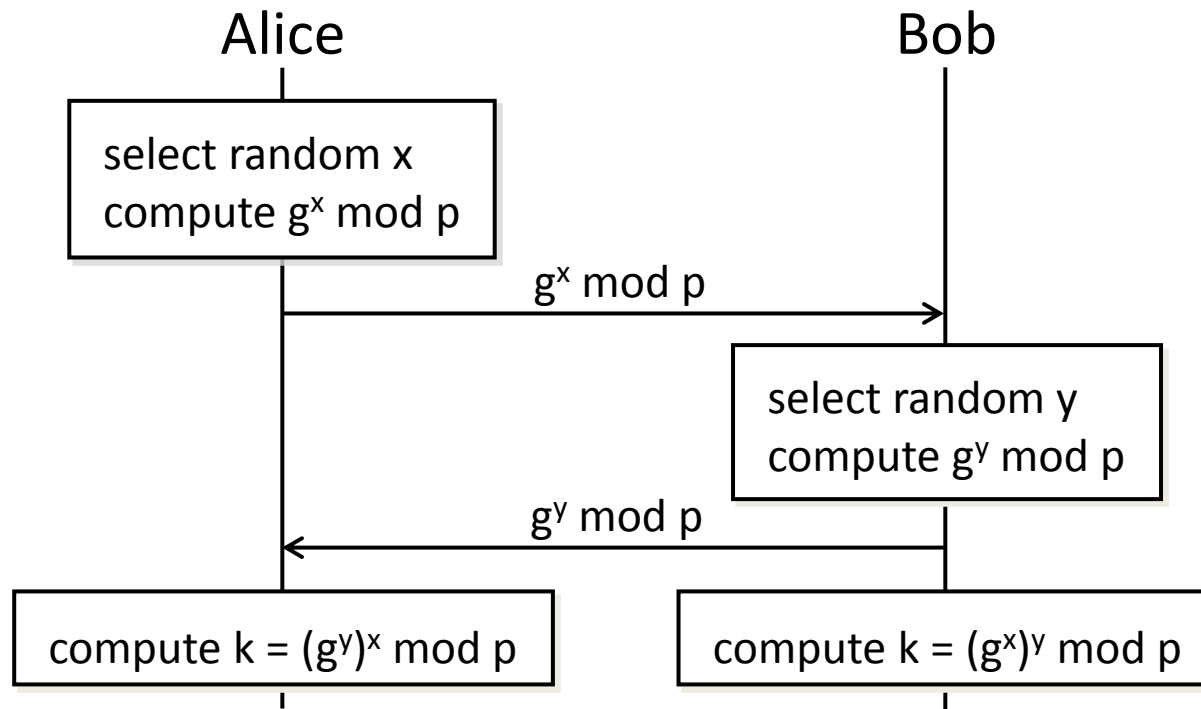 Alice
Bob
select random x
compute gˣ mod p
gˣ mod p
select random y
compute gʸ mod p
gʸ mod p
compute k = (gʸ)ˣ mod p
compute k = (gˣ)ʸ mod p